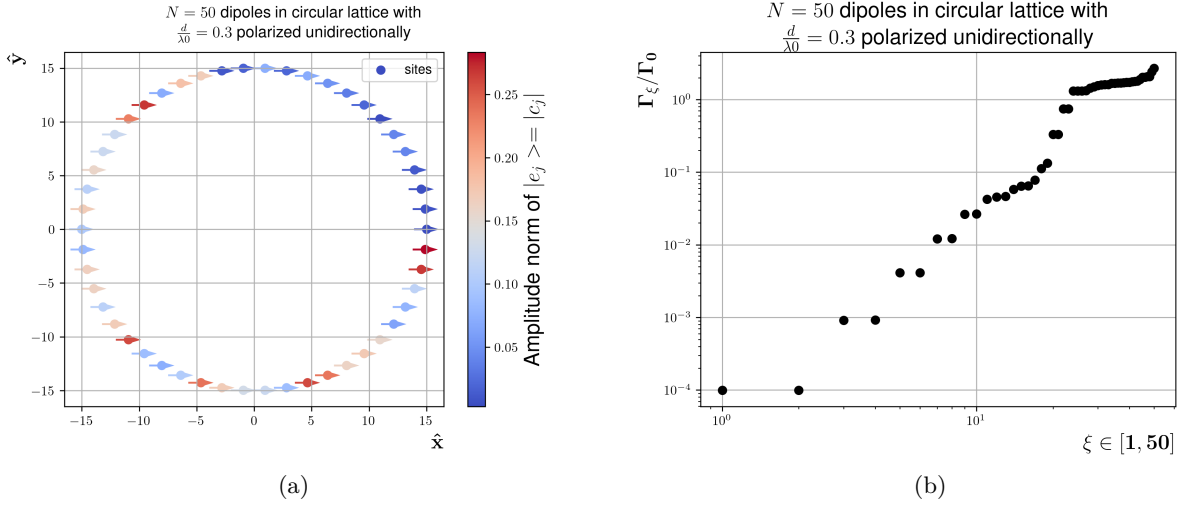 N = 50 dipoles in circular lattice with
d/λ0 = 0.3 polarized unidirectionally
ŷ
15
10
5
0
−5
−10
−15
−15 −10 −5 0 5 10 15
x̂
sites
0.25
0.20
0.15
0.10
0.05
Amplitude norm of |e_j >= |c_j|
(a)
N = 50 dipoles in circular lattice with
d/λ0 = 0.3 polarized unidirectionally
Γ_ξ/Γ_0
10^0
10^−1
10^−2
10^−3
10^−4
10^0 10^1
ξ ∈ [1, 50]
(b)